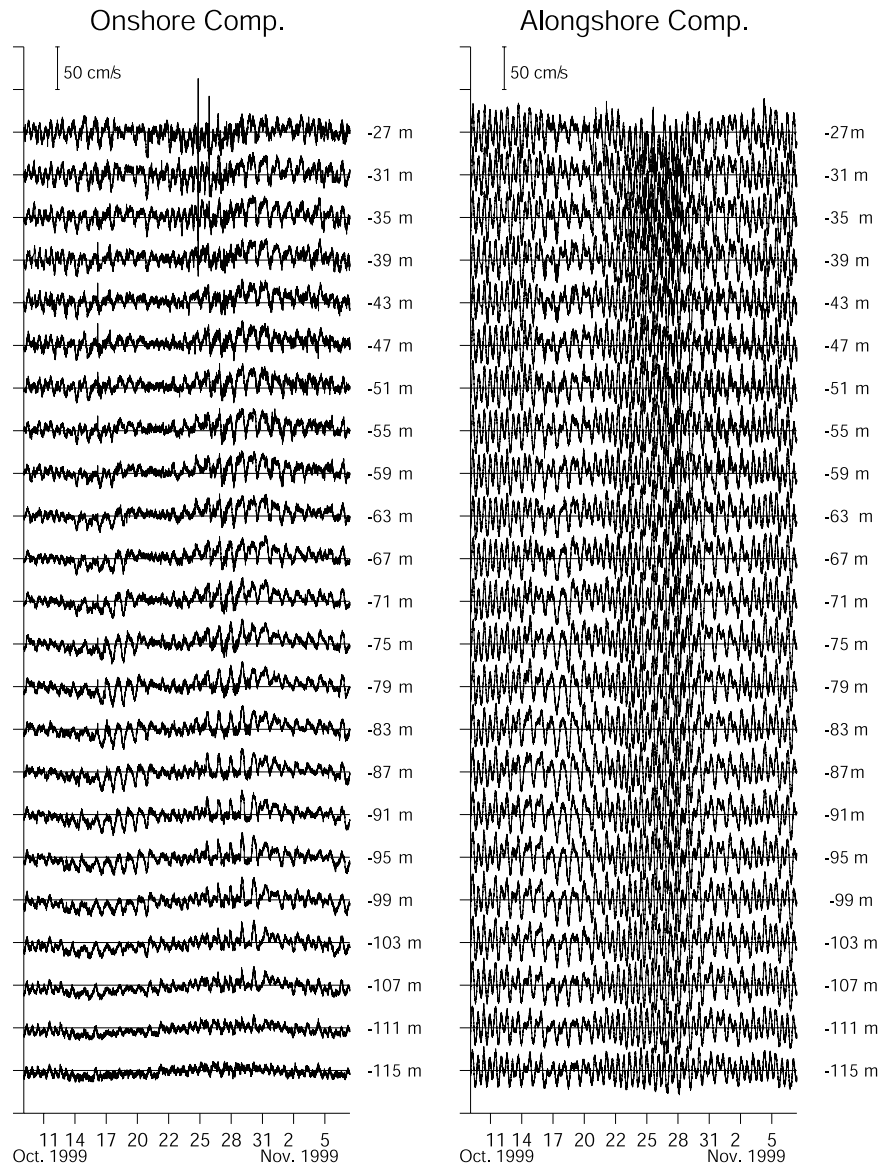 Onshore Comp.
Alongshore Comp.
50 cm/s
50 cm/s
-27 m
-27m
-31 m
-31 m
-35 m
-35 m
-39 m
-39 m
-43 m
-43 m
-47 m
-47 m
-51 m
-51 m
-55 m
-55 m
-59 m
-59 m
-63 m
-63 m
-67 m
-67 m
-71 m
-71 m
-75 m
-75 m
-79 m
-79 m
-83 m
-83 m
-87 m
-87m
-91 m
-91m
-95 m
-95 m
-99 m
-99 m
-103 m
-103 m
-107 m
-107 m
-111 m
-111 m
-115 m
-115 m
11 14 17 20 22 25 28 31 2 5
11 14 17 20 22 25 28 31 2 5
Oct. 1999 Nov. 1999
Oct. 1999 Nov. 1999